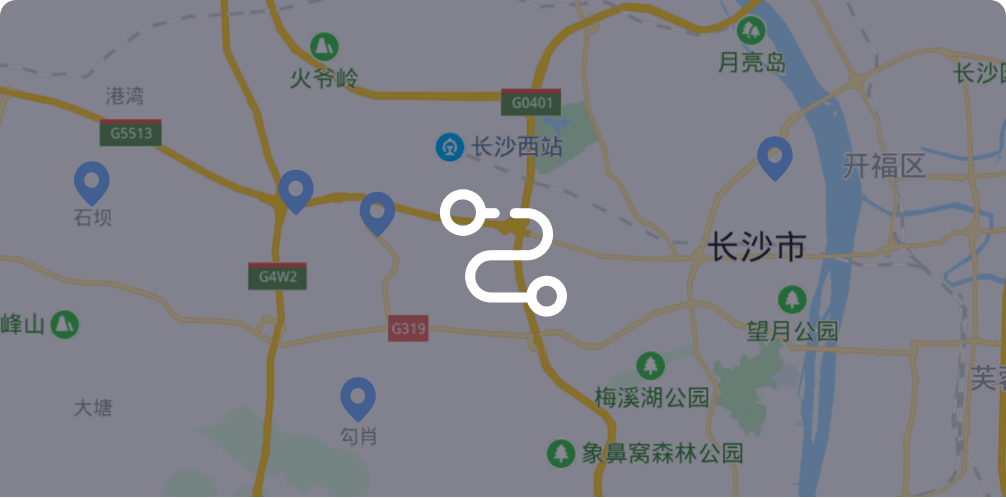 月亮岛
火爷岭
长沙
港湾
G0401
G5513
长沙西站
开福区
石坝
长沙市
G4W2
峰山
G319
望月公园
芙蓉
梅溪湖公园
大塘
勾肖
象鼻窝森林公园